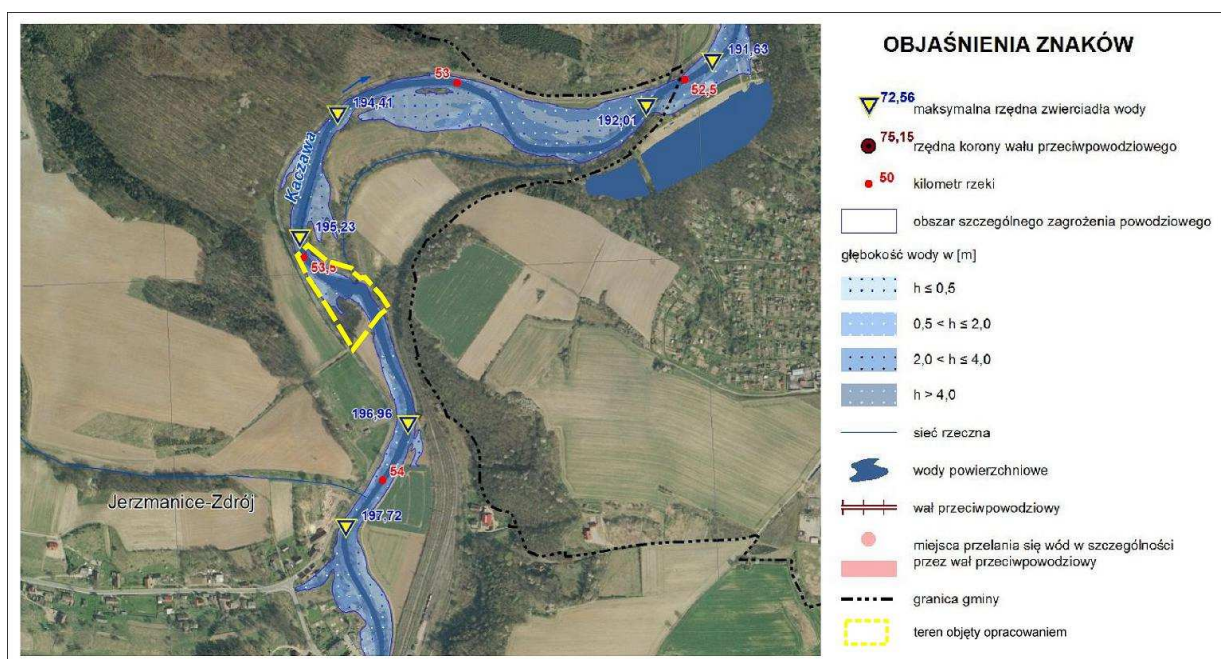 191,63
53
52,5
194,41
192,01
Kaczawa
195,23
53,5
196,96
54
Jerzmanice-Zdrój
197,72
OBJAŚNIENIA ZNAKÓW
72,56
maksymalna rzędna zwierciadła wody
75,15
rzędna korony wału przeciwpowodziowego
50
kilometr rzeki
obszar szczególnego zagrożenia powodziowego
głębokość wody w [m]
h ≤ 0,5
0,5 < h ≤ 2,0
2,0 < h ≤ 4,0
h > 4,0
sieć rzeczna
wody powierzchniowe
wał przeciwpowodziowy
miejsca przelania się wód w szczególności
przez wał przeciwpowodziowy
granica gminy
teren objęty opracowaniem